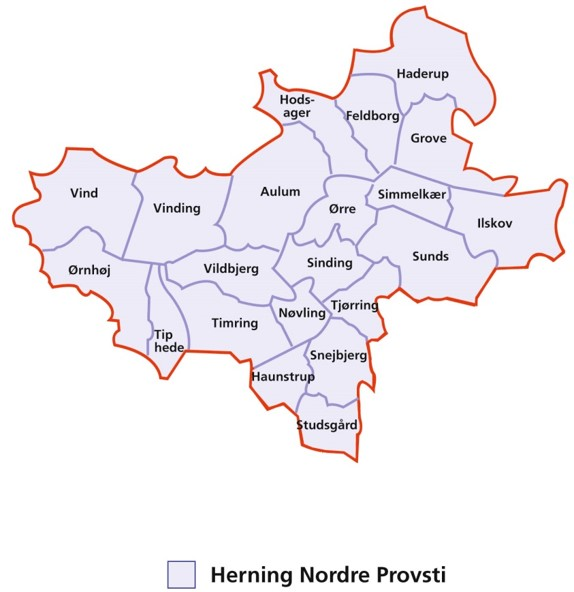 Haderup
Hods-
ager
Feldborg
Grove
Vind
Vinding
Aulum
Simmelkær
Ørre
Ilskov
Ørnhøj
Vildbjerg
Sinding
Sunds
Tjørring
Nøvling
Timring
Tip
hede
Snejbjerg
Haunstrup
Studsgård
Herning Nordre Provsti